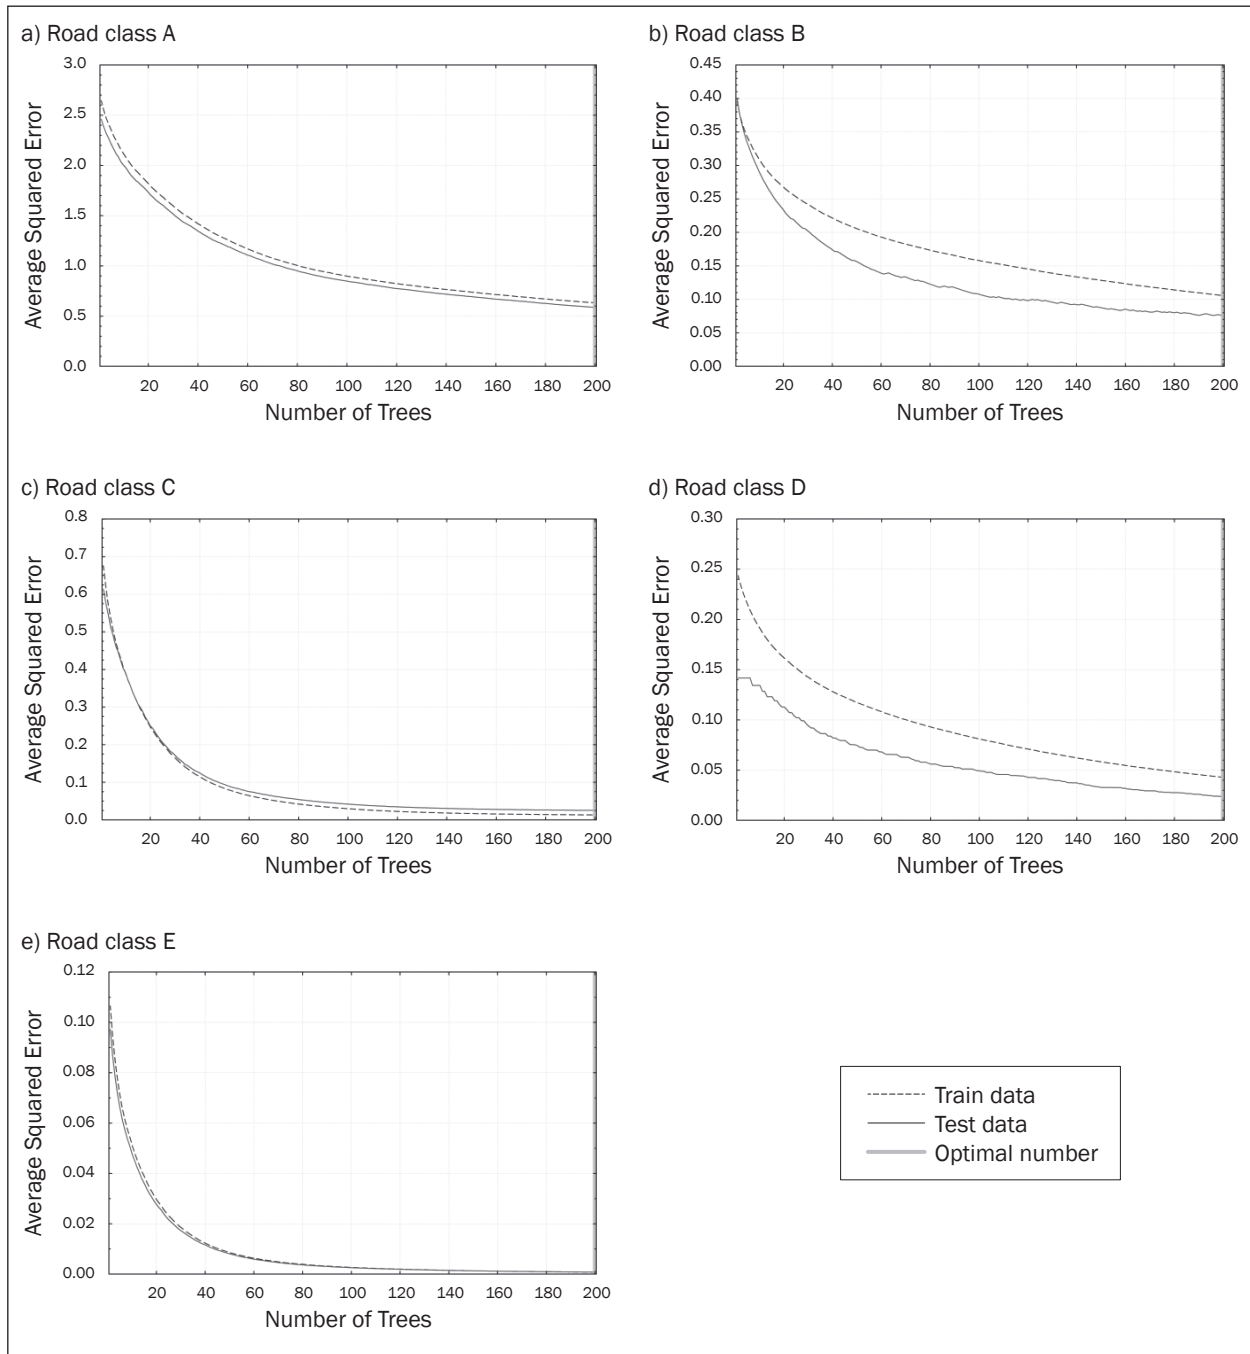 a) Road class A
3.0
2.5
2.0
1.5
1.0
0.5
0.0
Average Squared Error
20 40 60 80 100 120 140 160 180 200
Number of Trees
b) Road class B
0.45
0.40
0.35
0.30
0.25
0.20
0.15
0.10
0.05
0.00
Average Squared Error
20 40 60 80 100 120 140 160 180 200
Number of Trees
c) Road class C
0.8
0.7
0.6
0.5
0.4
0.3
0.2
0.1
0.0
Average Squared Error
20 40 60 80 100 120 140 160 180 200
Number of Trees
d) Road class D
0.30
0.25
0.20
0.15
0.10
0.05
0.00
Average Squared Error
20 40 60 80 100 120 140 160 180 200
Number of Trees
e) Road class E
0.12
0.10
0.08
0.06
0.04
0.02
0.00
Average Squared Error
20 40 60 80 100 120 140 160 180 200
Number of Trees
Train data
Test data
Optimal number